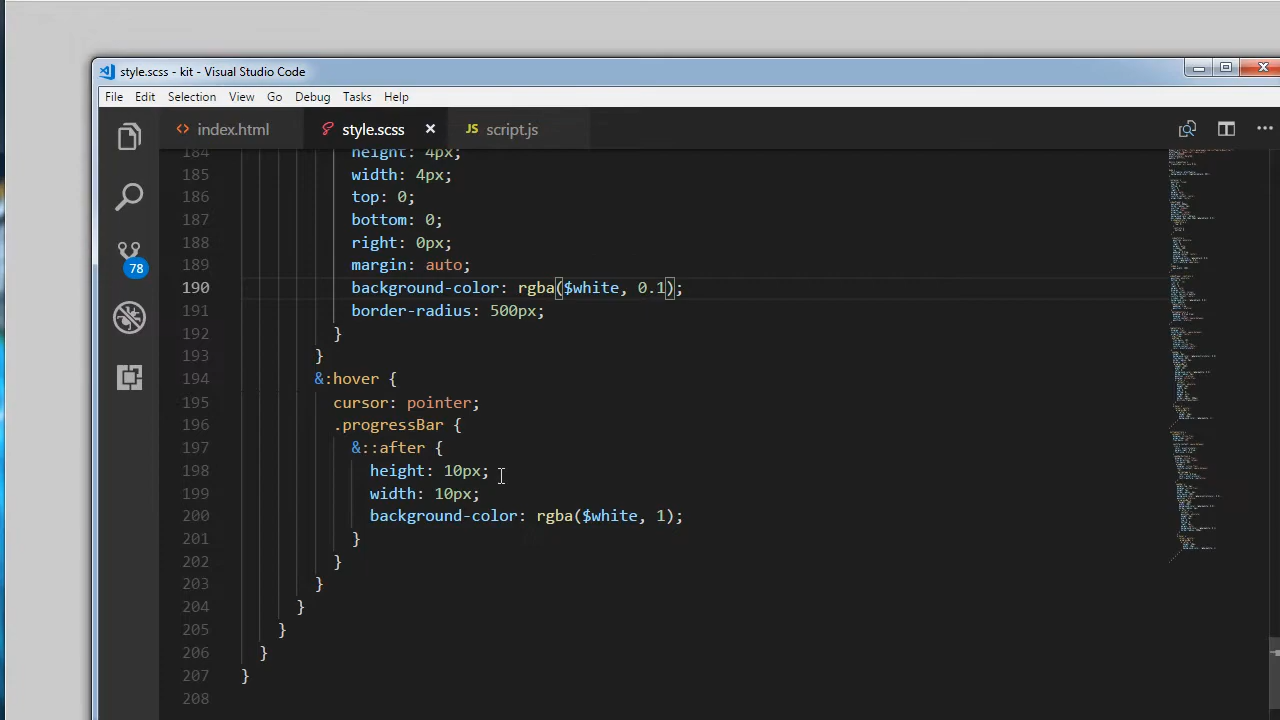 style.scss - kit - Visual Studio Code
File Edit Selection View Go Debug Tasks Help
<> index.html style.scss × JS script.js ...
184 height: 4px;
185 width: 4px;
186 top: 0;
187 bottom: 0;
188 right: 0px;
189 margin: auto;
190 background-color: rgba($white, 0.1);
191 border-radius: 500px;
192 }
193 }
194 &:hover {
195 cursor: pointer;
196 .progressBar {
197 &::after {
198 height: 10px;
199 width: 10px;
200 background-color: rgba($white, 1);
201 }
202 }
203 }
204 }
205 }
206 }
207 }
208
78